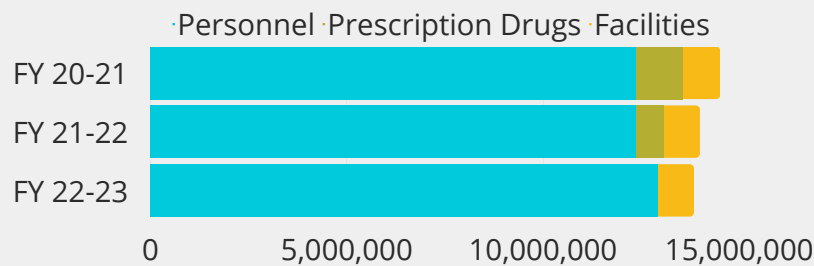 Personnel Prescription Drugs Facilities
FY 20-21
FY 21-22
FY 22-23
0 5,000,000 10,000,000 15,000,000